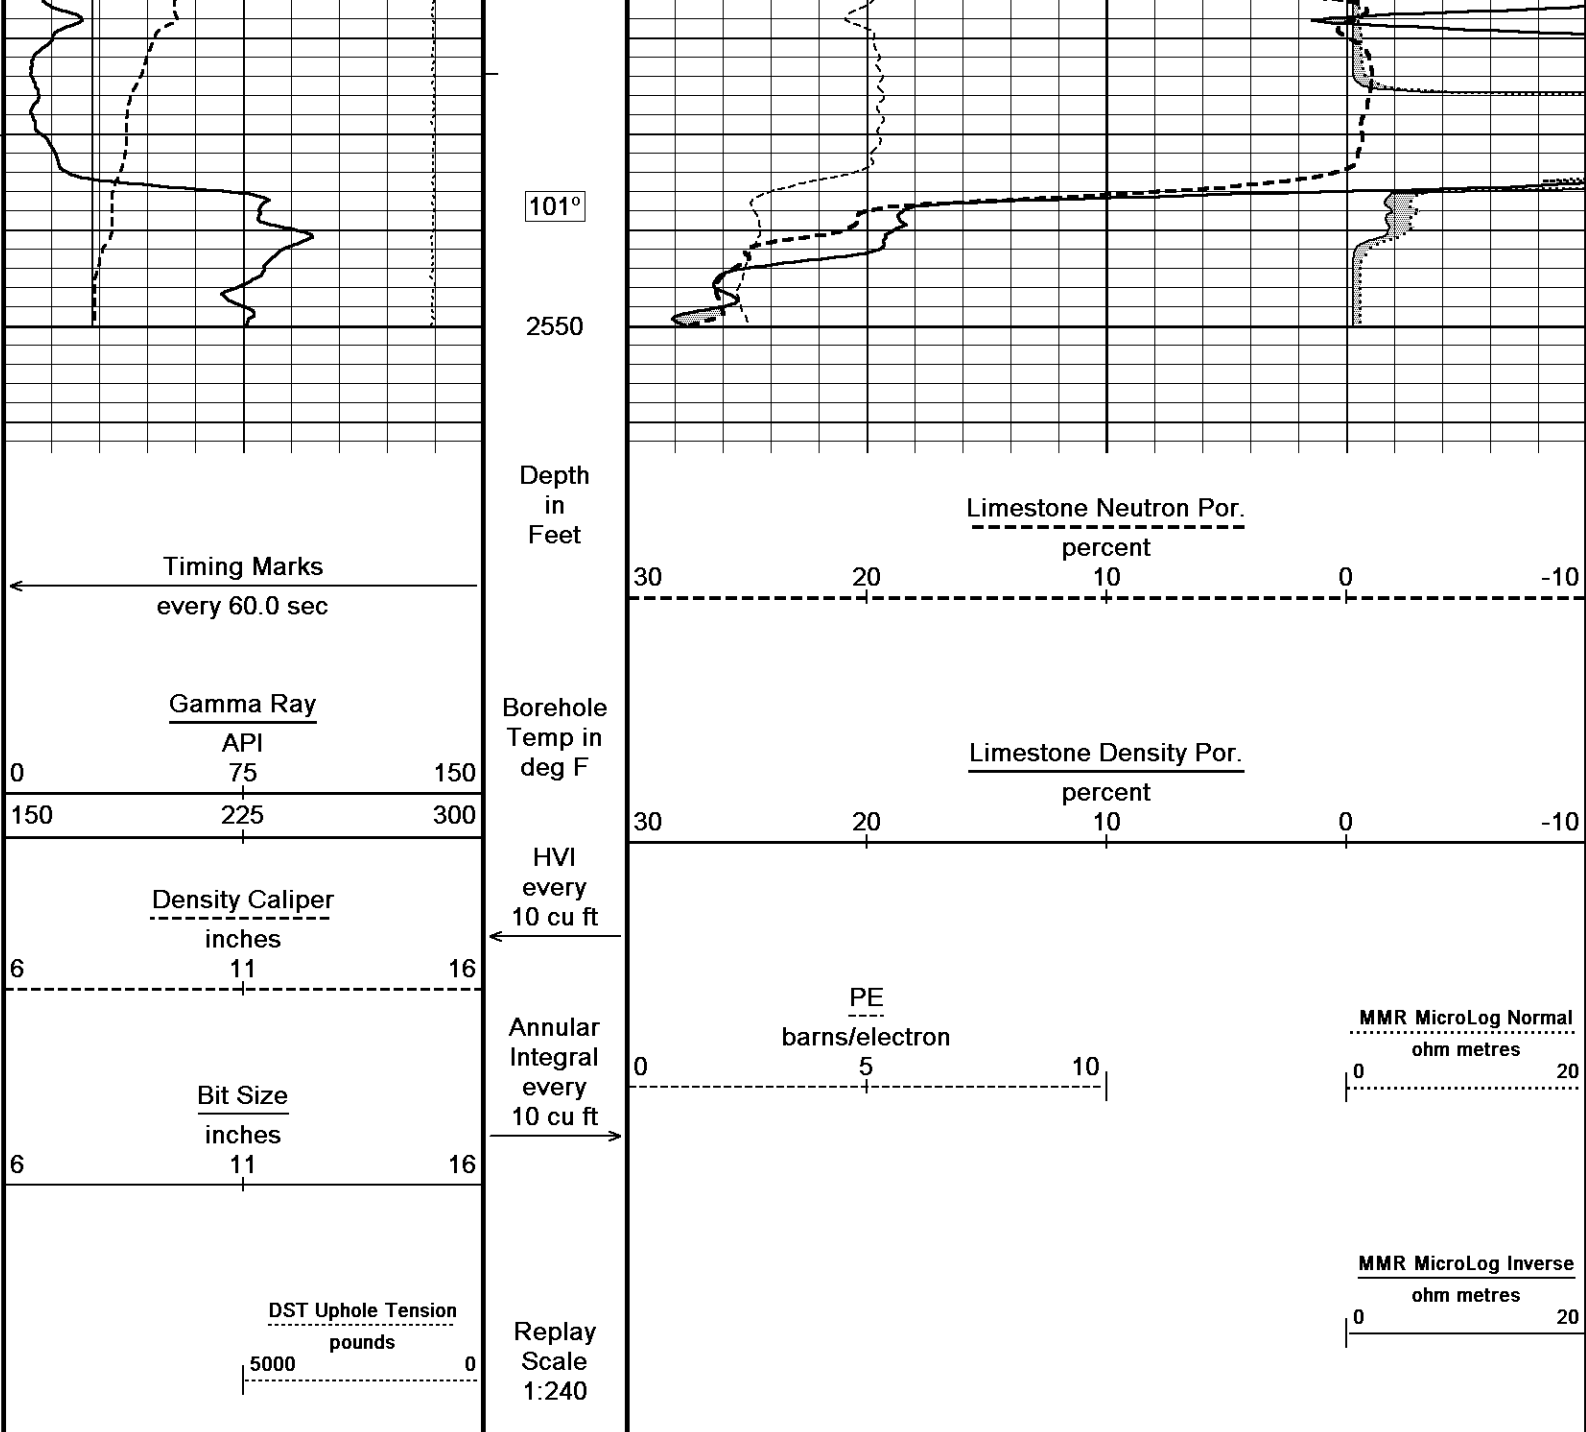 101º
2550
Depth
in
Feet
Timing Marks
every 60.0 sec
Gamma Ray
API
0 75 150
150 225 300
Density Caliper
inches
6 11 16
Bit Size
inches
6 11 16
DST Uphole Tension
pounds
5000 0
Borehole
Temp in
deg F
HVI
every
10 cu ft
Annular
Integral
every
10 cu ft
Replay
Scale
1:240
Limestone Neutron Por.
percent
30 20 10 0 -10
Limestone Density Por.
percent
30 20 10 0 -10
PE
barns/electron
0 5 10
MMR MicroLog Normal
ohm metres
0 20
MMR MicroLog Inverse
ohm metres
0 20